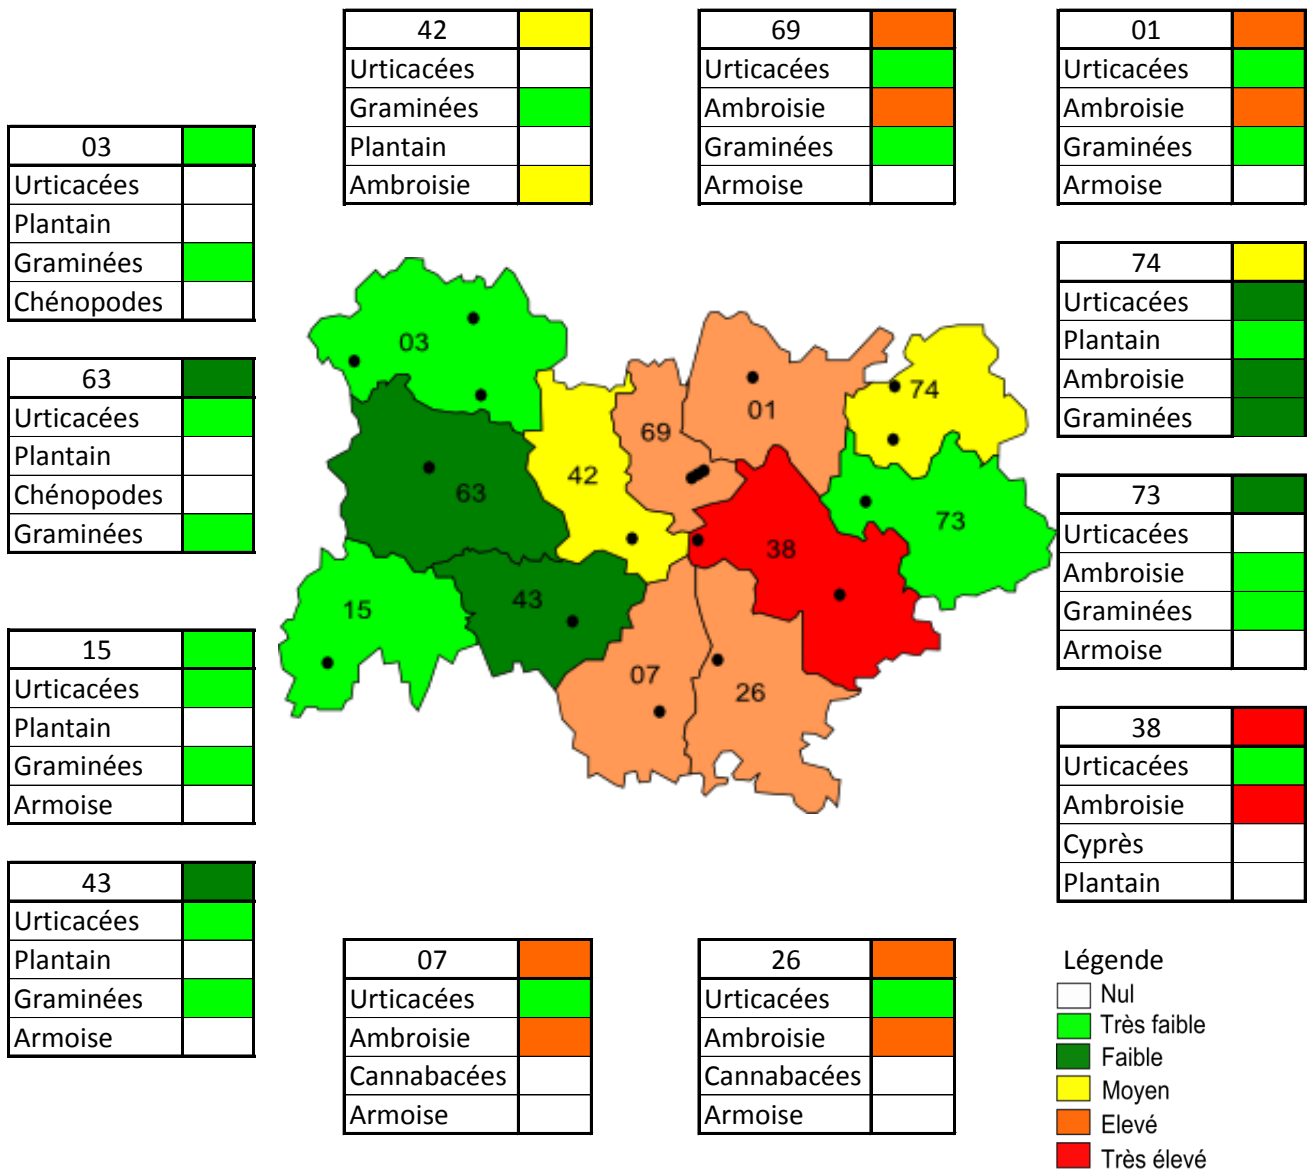 42
Urticacées
Graminées
Plantain
Ambroisie
69
Urticacées
Ambroisie
Graminées
Armoise
01
Urticacées
Ambroisie
Graminées
Armoise
03
Urticacées
Plantain
Graminées
Chénopodes
63
Urticacées
Plantain
Chénopodes
Graminées
15
Urticacées
Plantain
Graminées
Armoise
43
Urticacées
Plantain
Graminées
Armoise
03
63
15
43
42
69
01
74
73
38
07
26
74
Urticacées
Plantain
Ambroisie
Graminées
73
Urticacées
Ambroisie
Graminées
Armoise
38
Urticacées
Ambroisie
Cyprès
Plantain
07
Urticacées
Ambroisie
Cannabacées
Armoise
26
Urticacées
Ambroisie
Cannabacées
Armoise
Légende
Nul
Très faible
Faible
Moyen
Elevé
Très élevé